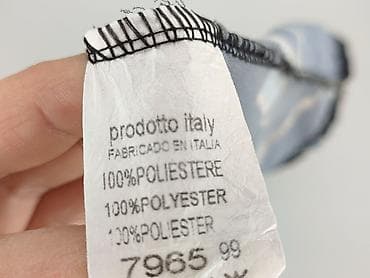 prodotto italy
FABRICADO EN ITALIA
100%POLIESTERE
100%POLYESTER
100%POLIESTER
7965 99